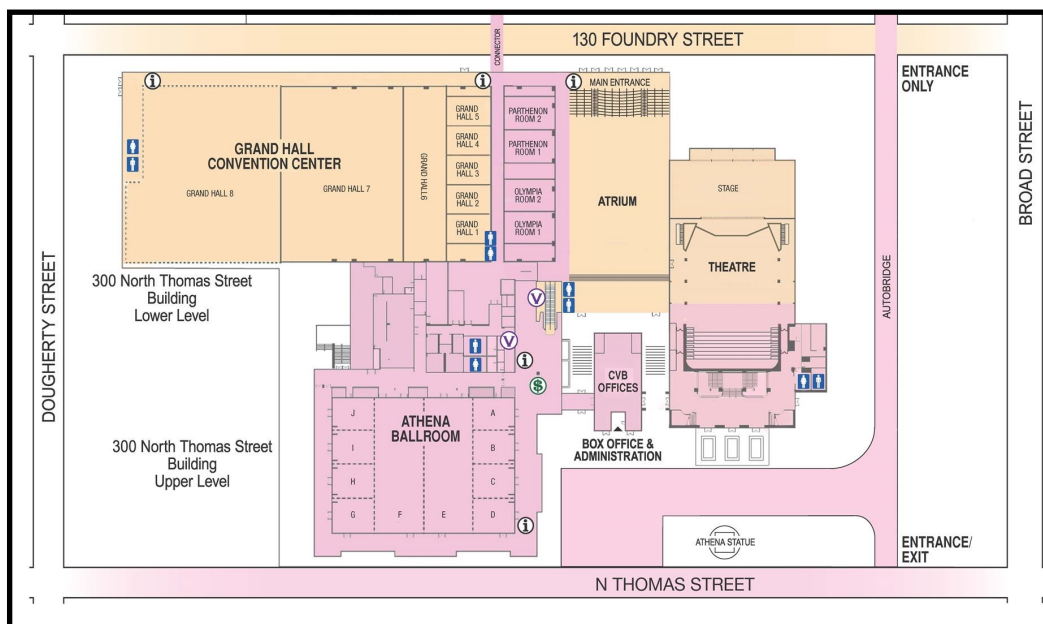 130 FOUNDRY STREET
CONNECTOR
ENTRANCE
ONLY
MAIN ENTRANCE
i
i
i
GRAND HALL
CONVENTION CENTER
GRAND HALL 8
GRAND HALL 7
GRAND HALL6
GRAND
HALL 5
GRAND
HALL 4
GRAND
HALL 3
GRAND
HALL 2
GRAND
HALL 1
PARTHENON
ROOM 2
PARTHENON
ROOM 1
OLYMPIA
ROOM 2
OLYMPIA
ROOM 1
ATRIUM
STAGE
THEATRE
BROAD STREET
AUTOBRIDGE
DOUGHERTY STREET
300 North Thomas Street
Building
Lower Level
V
V
i
$
CVB
OFFICES
BOX OFFICE &
ADMINISTRATION
300 North Thomas Street
Building
Upper Level
ATHENA
BALLROOM
J
A
I
B
H
C
G
F
E
D
i
ATHENA STATUE
ENTRANCE/
EXIT
N THOMAS STREET